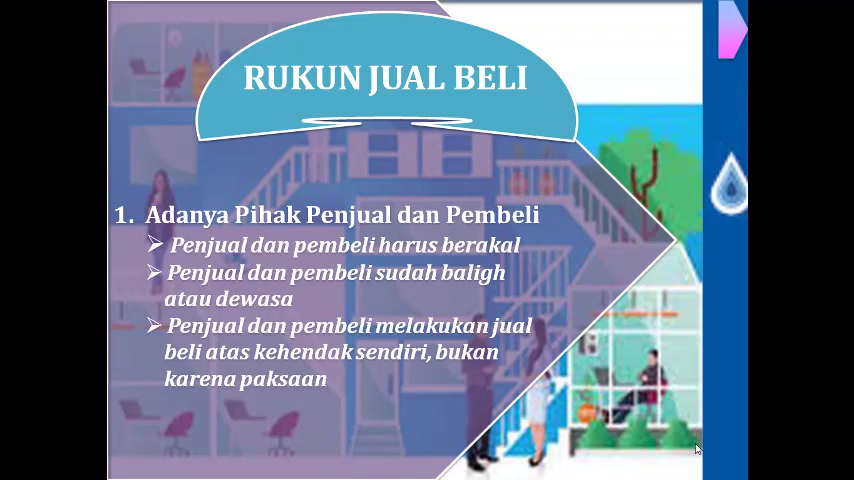 RUKUN JUAL BELI
1. Adanya Pihak Penjual dan Pembeli
➢ Penjual dan pembeli harus berakal
➢ Penjual dan pembeli sudah baligh
atau dewasa
➢ Penjual dan pembeli melakukan jual
beli atas kehendak sendiri, bukan
karena paksaan